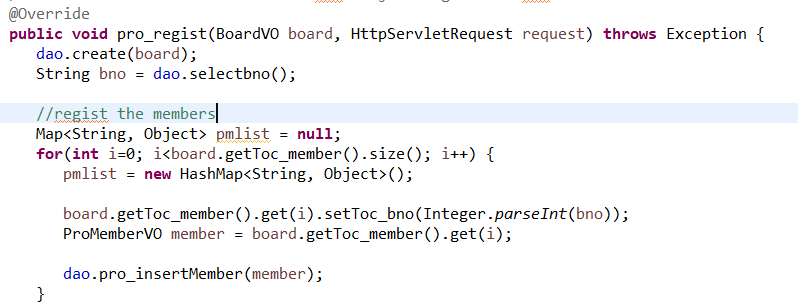 @Override
public void pro_regist(BoardVO board, HttpServletRequest request) throws Exception {
dao.create(board);
String bno = dao.selectbno();
//regist the members
Map<String, Object> pmlist = null;
for(int i=0; i<board.getToc_member().size(); i++) {
pmlist = new HashMap<String, Object>();
board.getToc_member().get(i).setToc_bno(Integer.parseInt(bno));
ProMemberVO member = board.getToc_member().get(i);
dao.pro_insertMember(member);
}